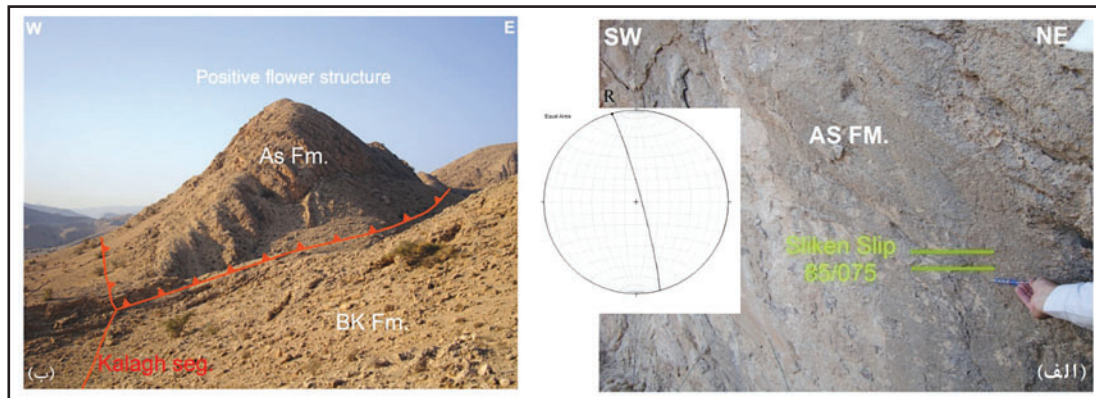 W
E
Positive flower structure
As Fm.
BK Fm.
Kalagh seg
(ب)
SW
NE
R
Equal Area
AS FM.
Sliken Slip
85/075
(الف)